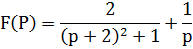 F(P) = 2/((p + 2)² + 1) + 1/p